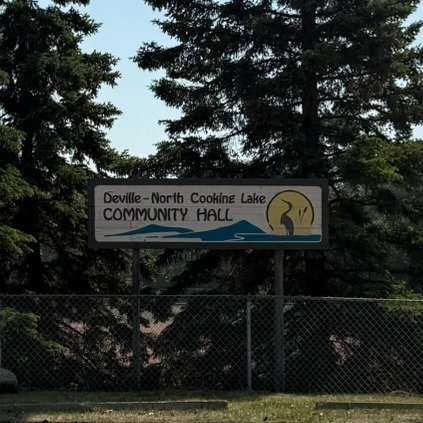 Deville-North Cooking Lake
COMMUNITY HALL